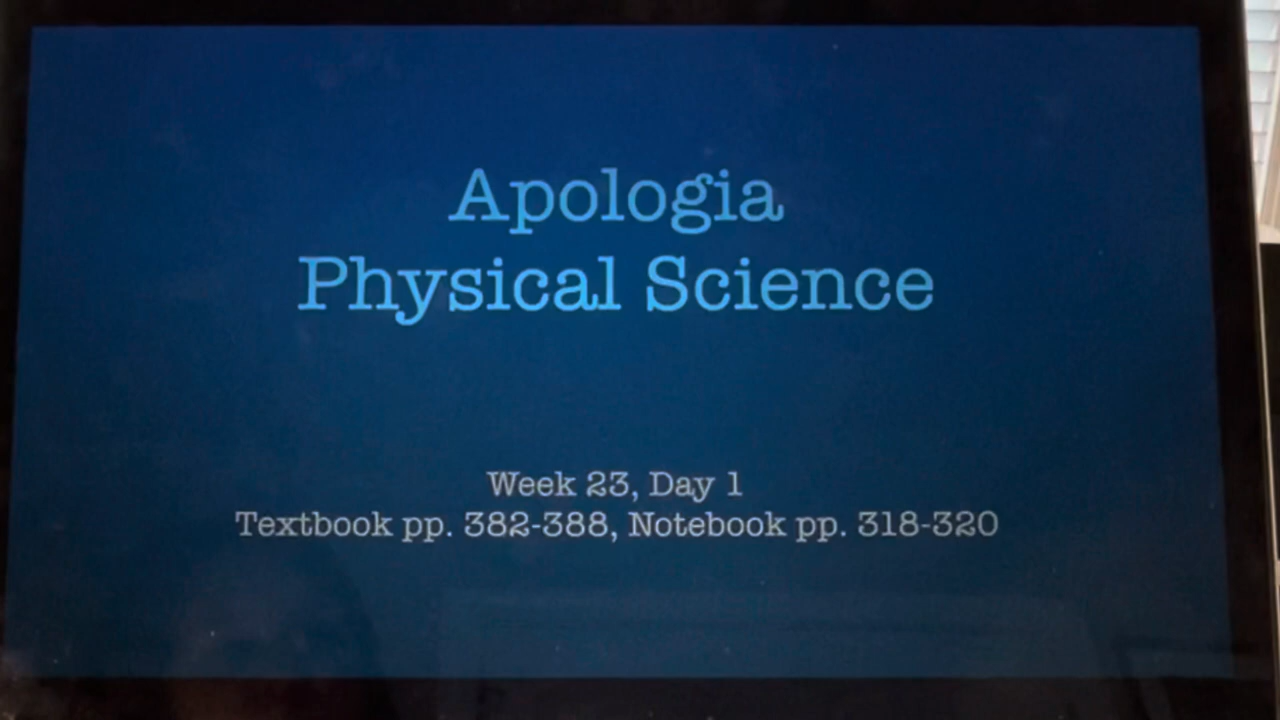 Apologia
Physical Science
Week 23, Day 1
Textbook pp. 382-388, Notebook pp. 318-320